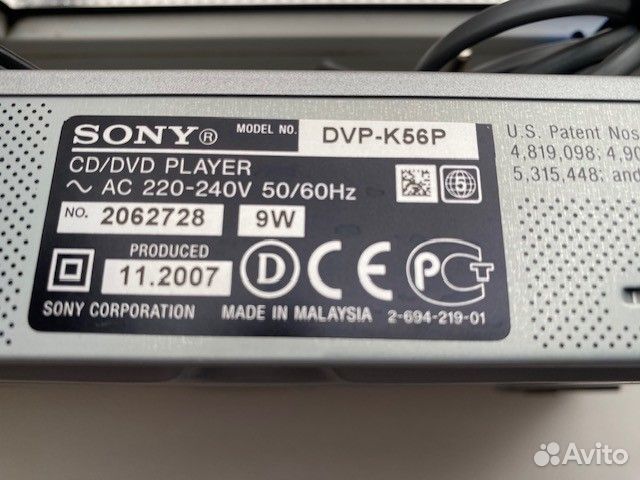 SONY® MODEL NO. DVP-K56P
CD/DVD PLAYER
~ AC 220-240V 50/60Hz
6
NO. 2062728 9W
PRODUCED
11.2007
D CE PCT
SONY CORPORATION MADE IN MALAYSIA 2-694-219-01
U.S. Patent Nos
4,819,098; 4,90
5,315,448; and
Avito